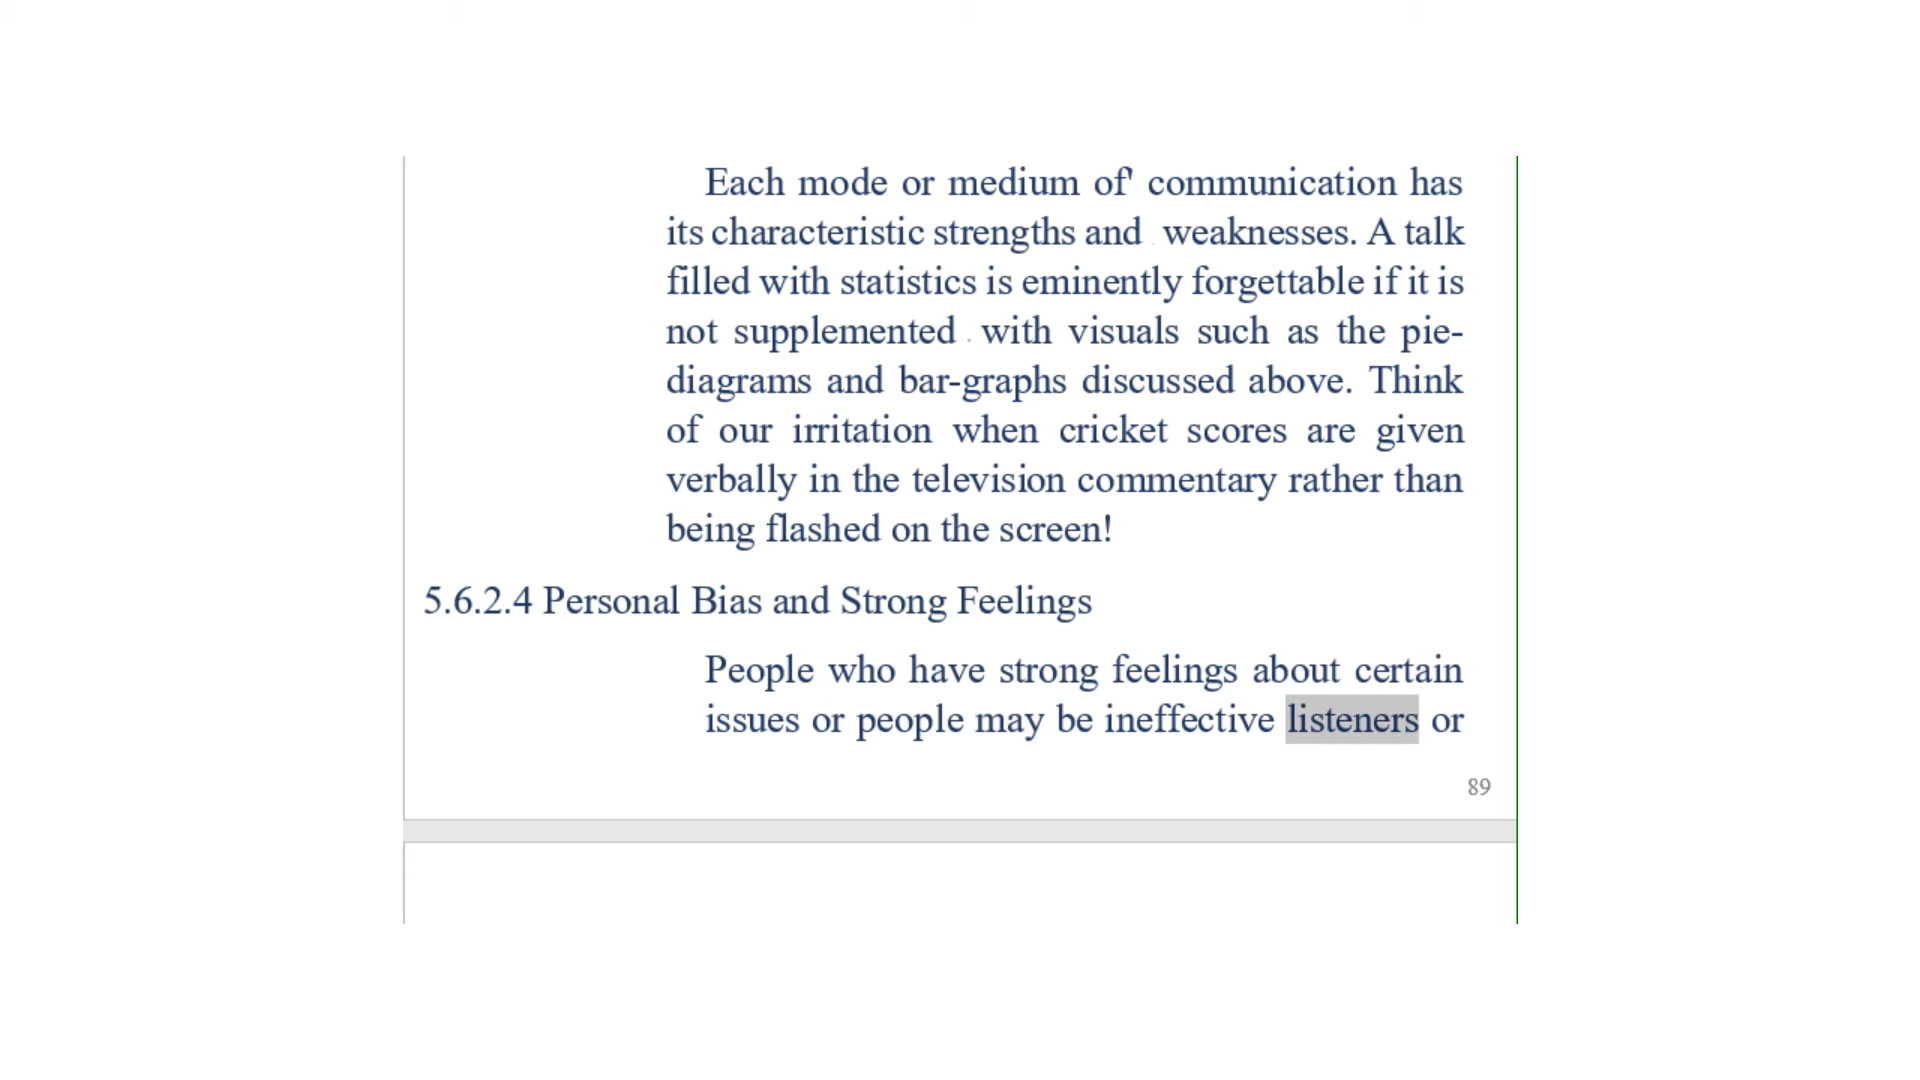 Each mode or medium of' communication has
its characteristic strengths and weaknesses. A talk
filled with statistics is eminently forgettable if it is
not supplemented . with visuals such as the pie-
diagrams and bar-graphs discussed above. Think
of our irritation when cricket scores are given
verbally in the television commentary rather than
being flashed on the screen!
5.6.2.4 Personal Bias and Strong Feelings
People who have strong feelings about certain
issues or people may be ineffective listeners or
89